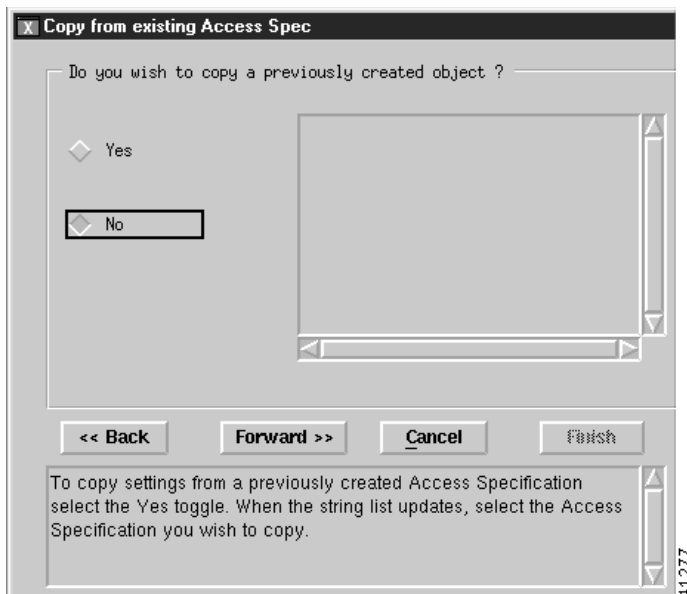 X Copy from existing Access Spec
Do you wish to copy a previously created object ?
Yes
No
<< Back
Forward >>
Cancel
Finish
To copy settings from a previously created Access Specification
select the Yes toggle. When the string list updates, select the Access
Specification you wish to copy.
11277